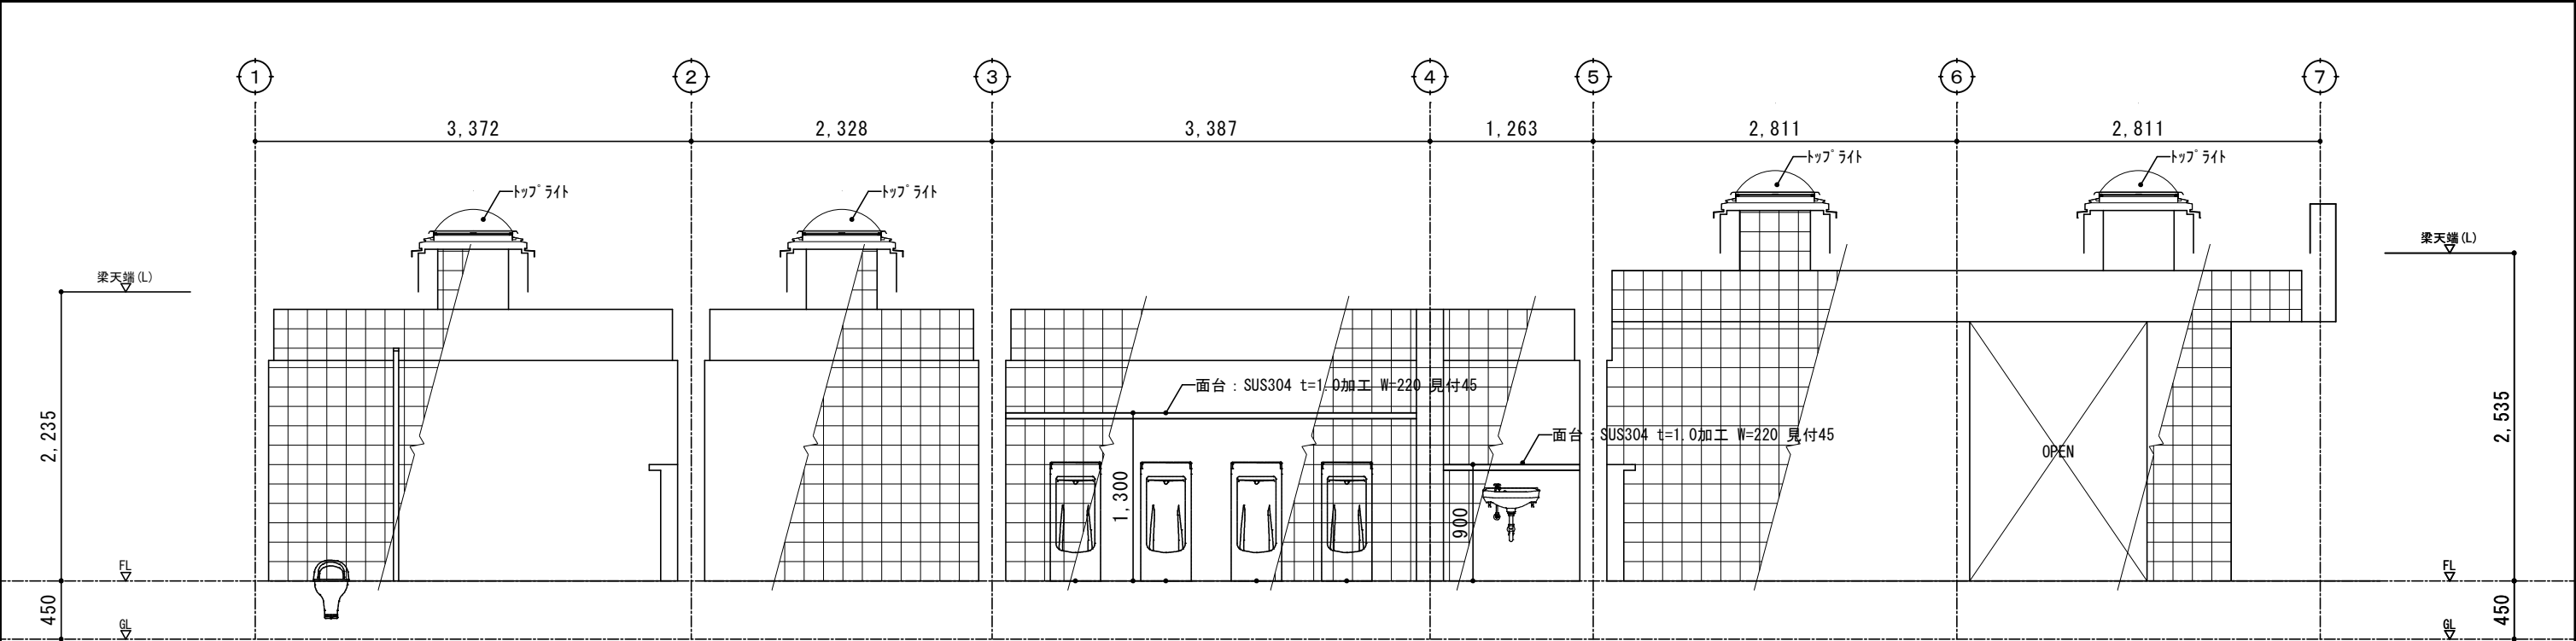 1 2 3 4 5 6 7
3,372 2,328 3,387 1,263 2,811 2,811
ﾄｯﾌﾟﾗｲﾄ ﾄｯﾌﾟﾗｲﾄ
ﾄｯﾌﾟﾗｲﾄ ﾄｯﾌﾟﾗｲﾄ
梁天端(L)
梁天端(L)
面台：SUS304 t=1.0加工 W=220 見付45
面台：SUS304 t=1.0加工 W=220 見付45
2,235
2,535
OPEN
1,300
900
FL
FL
450
450
GL
GL